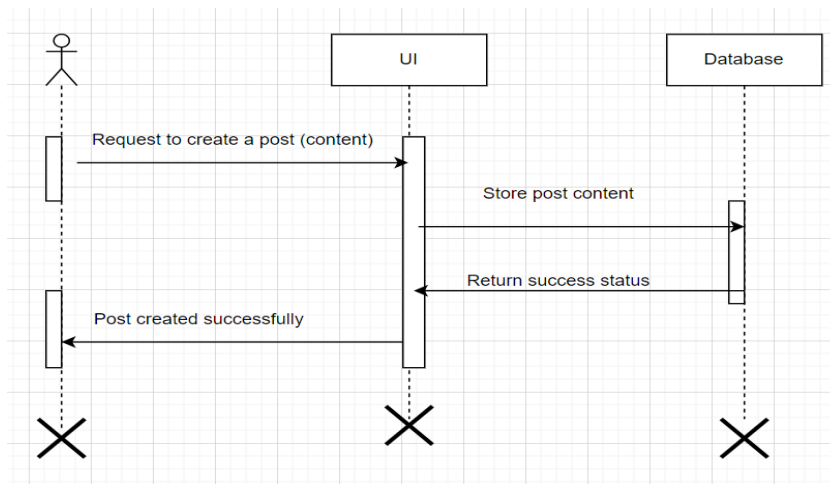 UI
Database
Request to create a post (content)
Store post content
Return success status
Post created successfully